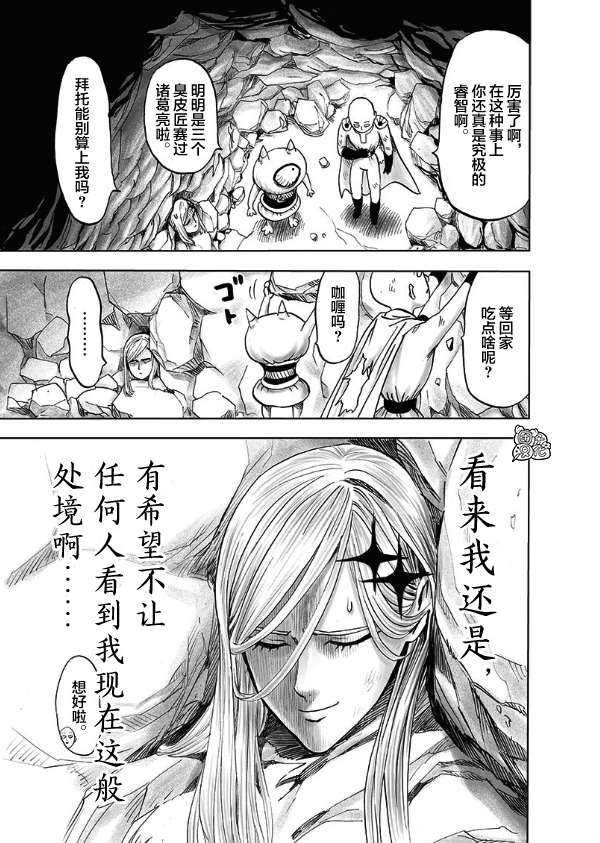 厉害了啊，
在这种事上
你还真是究极的
睿智啊。
明明是三个
臭皮匠赛过
诸葛亮啦。
拜托能别算
上我吗？
等回家
吃点啥呢？
咖喱吗？
ゴト
………
看来我还是，
有希望不让
任何人看到我现在这般
处境啊……
想好啦。